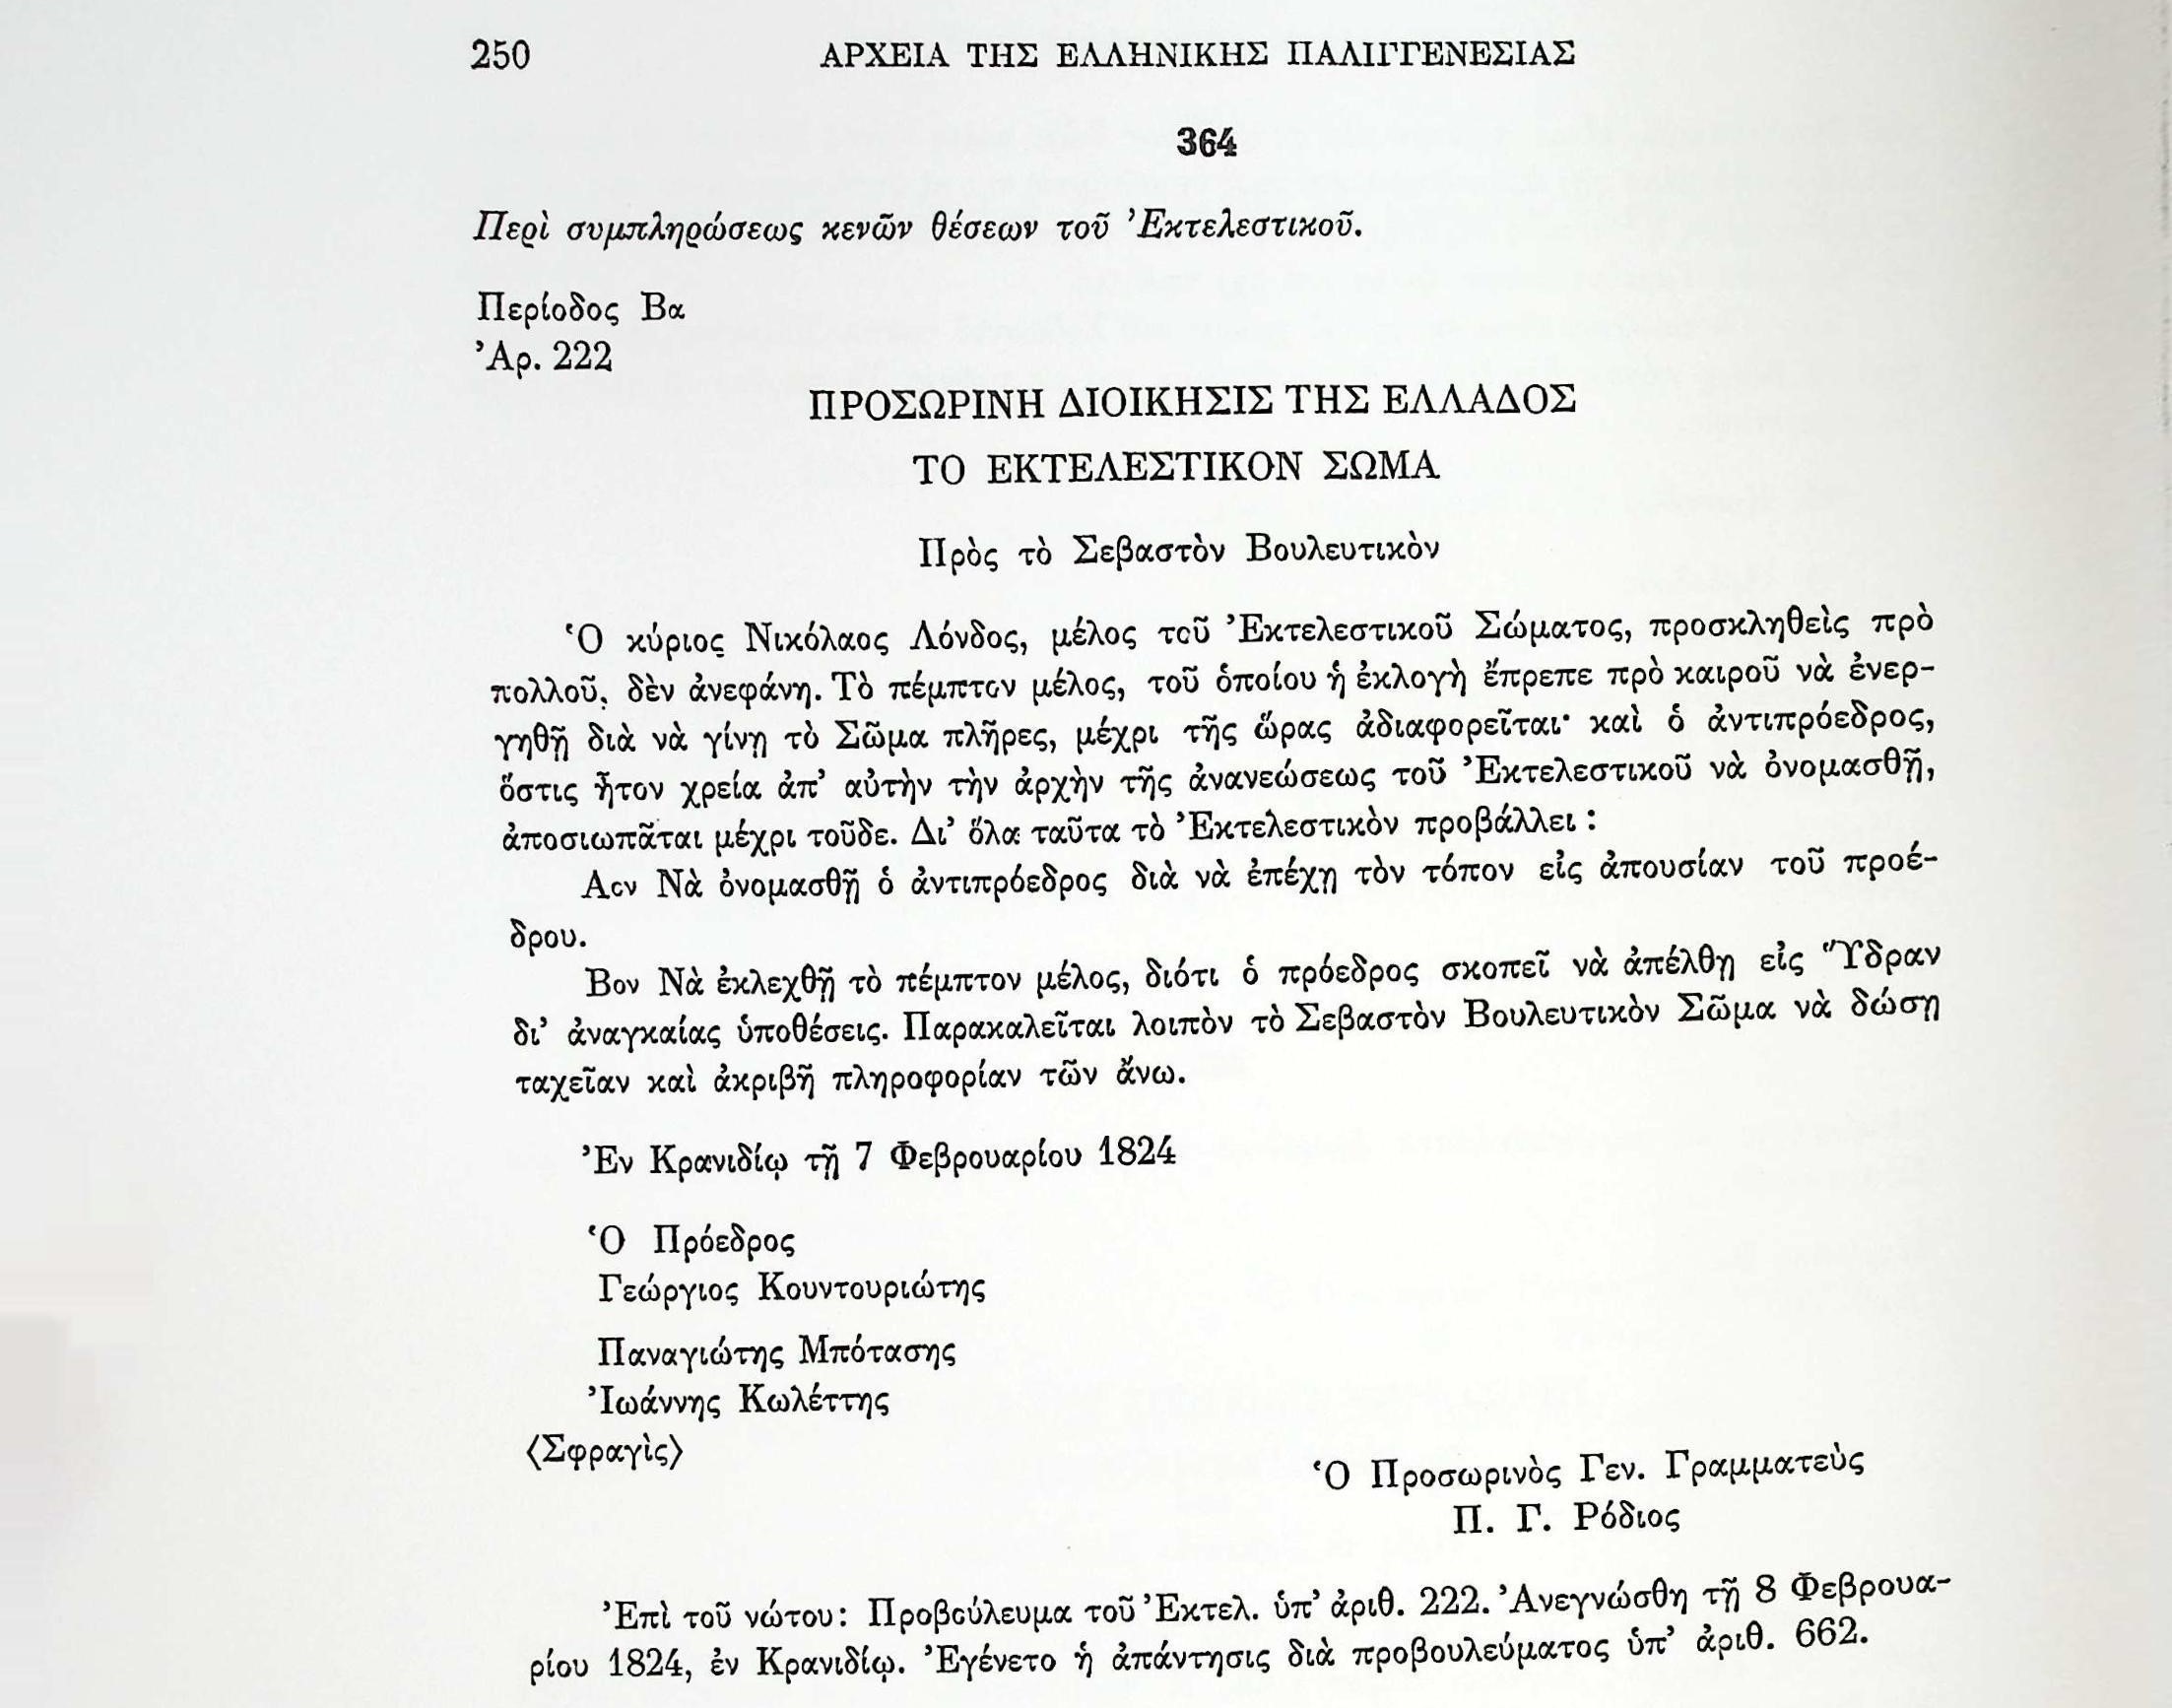 250 ΑΡΧΕΙΑ ΤΗΣ ΕΛΛΗΝΙΚΗΣ ΠΑΛΙΓΓΕΝΕΣΙΑΣ
364
Περὶ συμπληρώσεως κενῶν θέσεων τοῦ Ἐκτελεστικοῦ.
Περίοδος Βα
Ἀρ. 222
ΠΡΟΣΩΡΙΝΗ ΔΙΟΙΚΗΣΙΣ ΤΗΣ ΕΛΛΑΔΟΣ
ΤΟ ΕΚΤΕΛΕΣΤΙΚΟΝ ΣΩΜΑ
Πρὸς τὸ Σεβαστὸν Βουλευτικὸν
Ὁ κύριος Νικόλαος Λόνδος, μέλος τοῦ Ἐκτελεστικοῦ Σώματος, προσκληθεὶς πρὸ
πολλοῦ, δὲν ἀνεφάνη. Τὸ πέμπτον μέλος, τοῦ ὁποίου ἡ ἐκλογὴ ἔπρεπε πρὸ καιροῦ νὰ ἐνερ-
γηθῇ διὰ νὰ γίνῃ τὸ Σῶμα πλῆρες, μέχρι τῆς ὥρας ἀδιαφορεῖται· καὶ ὁ ἀντιπρόεδρος,
ὅστις ἦτον χρεία ἀπ’ αὐτὴν τὴν ἀρχὴν τῆς ἀνανεώσεως τοῦ Ἐκτελεστικοῦ νὰ ὀνομασθῇ,
ἀποσιωπᾶται μέχρι τοῦδε. Δι’ ὅλα ταῦτα τὸ Ἐκτελεστικὸν προβάλλει :
Αον Νὰ ὀνομασθῇ ὁ ἀντιπρόεδρος διὰ νὰ ἐπέχῃ τὸν τόπον εἰς ἀπουσίαν τοῦ προέ-
δρου.
Βον Νὰ ἐκλεχθῇ τὸ πέμπτον μέλος, διότι ὁ πρόεδρος σκοπεῖ νὰ ἀπέλθῃ εἰς Ὕδραν
δι’ ἀναγκαίας ὑποθέσεις. Παρακαλεῖται λοιπὸν τὸ Σεβαστὸν Βουλευτικὸν Σῶμα νὰ δώσῃ
ταχεῖαν καὶ ἀκριβῆ πληροφορίαν τῶν ἄνω.
Ἐν Κρανιδίῳ τῇ 7 Φεβρουαρίου 1824
Ὁ Πρόεδρος
Γεώργιος Κουντουριώτης
Παναγιώτης Μπότασης
Ἰωάννης Κωλέττης
⟨Σφραγὶς⟩
Ὁ Προσωρινὸς Γεν. Γραμματεὺς
Π. Γ. Ρόδιος
Ἐπὶ τοῦ νώτου: Προβούλευμα τοῦ Ἐκτελ. ὑπ’ ἀριθ. 222. Ἀνεγνώσθη τῇ 8 Φεβρουα-
ρίου 1824, ἐν Κρανιδίῳ. Ἐγένετο ἡ ἀπάντησις διὰ προβουλεύματος ὑπ’ ἀριθ. 662.